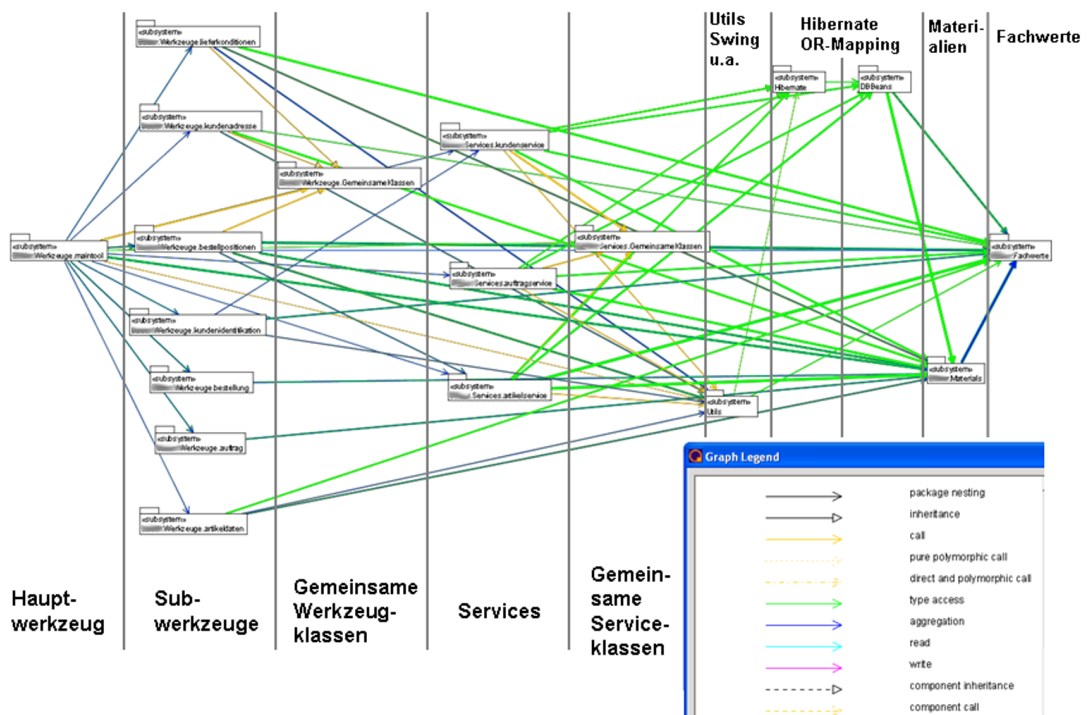 Utils
Swing
u.a.
Hibernate
OR-Mapping
Materi-
alien
Fachwerte
«subsystem»
Werkzeuge.lieferkonditionen
«subsystem»
Werkzeuge.kundenadresse
«subsystem»
Werkzeuge.GemeinsameKlassen
«subsystem»
Services.kundenservice
«subsystem»
Hibernate
«subsystem»
DBBeans
«subsystem»
Werkzeuge.maintool
«subsystem»
Werkzeuge.bestellpositionen
«subsystem»
Services.GemeinsameKlassen
«subsystem»
Fachwerte
«subsystem»
Services.auftragservice
«subsystem»
Werkzeuge.kundenidentifikation
«subsystem»
Werkzeuge.bestellung
«subsystem»
Services.artikelservice
«subsystem»
Utils
«subsystem»
Materials
«subsystem»
Werkzeuge.auftrag
«subsystem»
Werkzeuge.artikeldaten
Haupt-
werkzeug
Sub-
werkzeuge
Gemeinsame
Werkzeug-
klassen
Services
Gemein-
same
Service-
klassen
Graph Legend
package nesting
inheritance
call
pure polymorphic call
direct and polymorphic call
type access
aggregation
read
write
component inheritance
component call